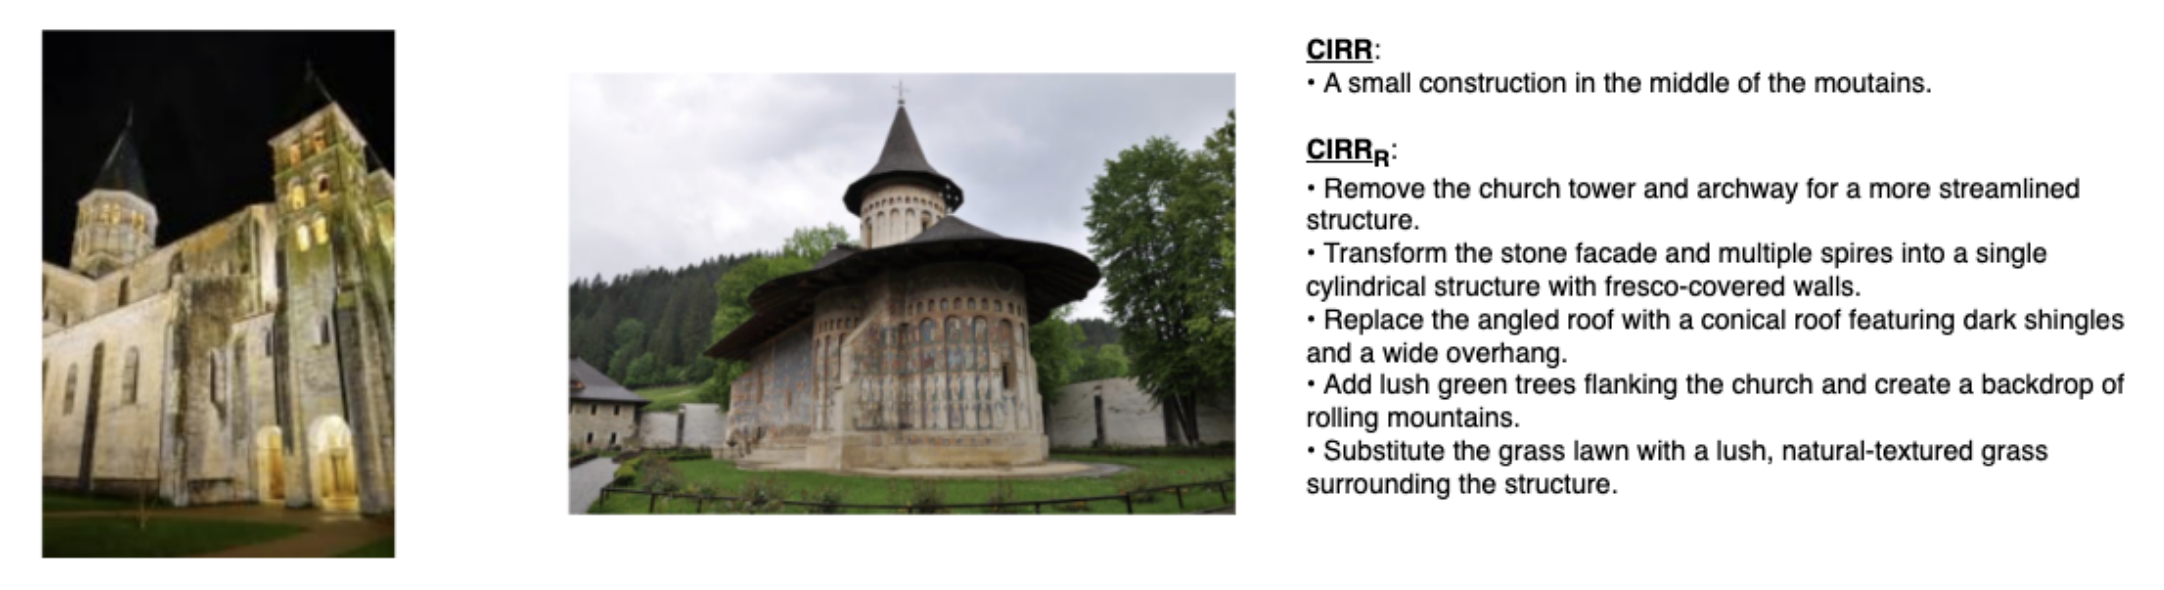 CIRR:
• A small construction in the middle of the moutains.
CIRR_R:
• Remove the church tower and archway for a more streamlined
structure.
• Transform the stone facade and multiple spires into a single
cylindrical structure with fresco-covered walls.
• Replace the angled roof with a conical roof featuring dark shingles
and a wide overhang.
• Add lush green trees flanking the church and create a backdrop of
rolling mountains.
• Substitute the grass lawn with a lush, natural-textured grass
surrounding the structure.